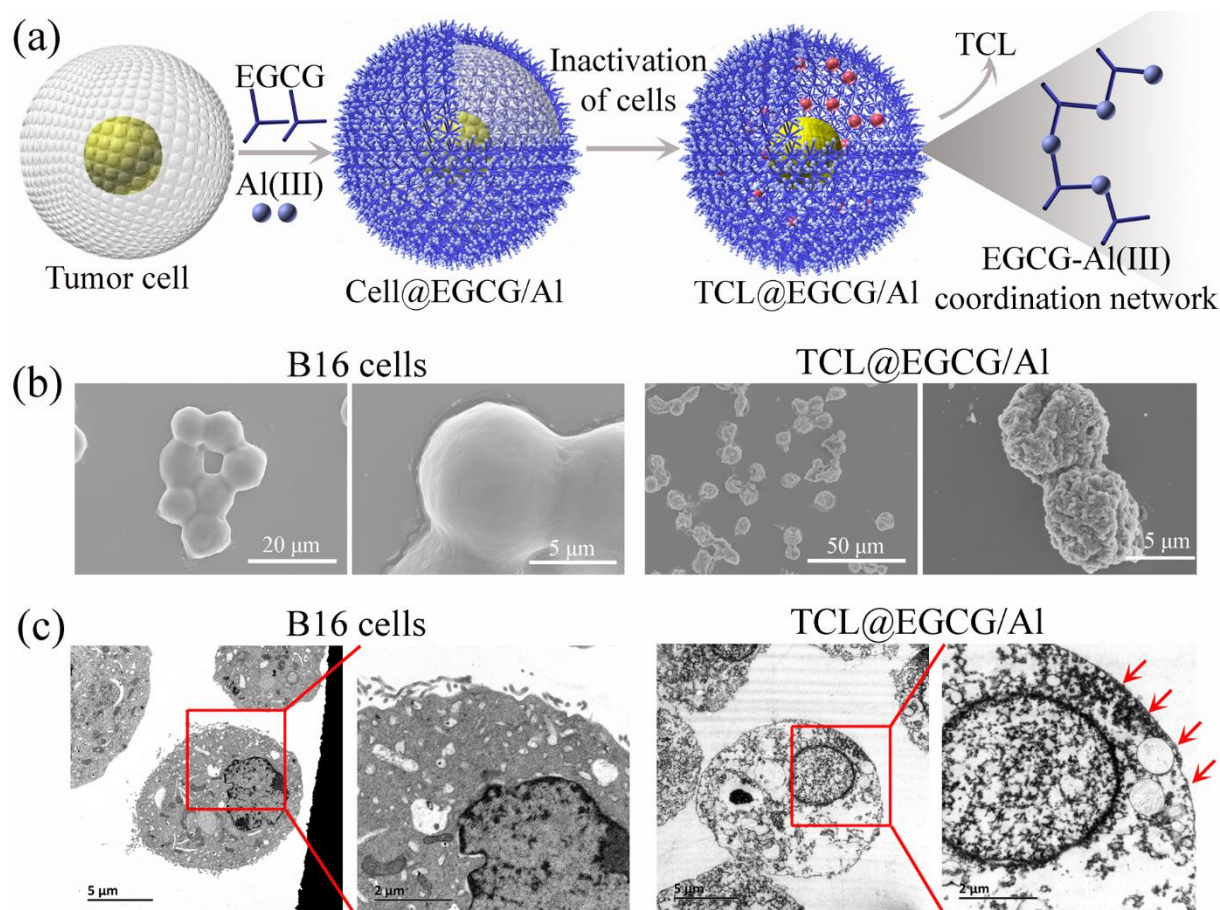 (a)
EGCG
Al(III)
Tumor cell
Cell@EGCG/Al
Inactivation
of cells
TCL@EGCG/Al
TCL
EGCG-Al(III)
coordination network
(b)
B16 cells
TCL@EGCG/Al
20 μm
5 μm
50 μm
5 μm
(c)
B16 cells
TCL@EGCG/Al
5 μm
2 μm
5 μm
2 μm